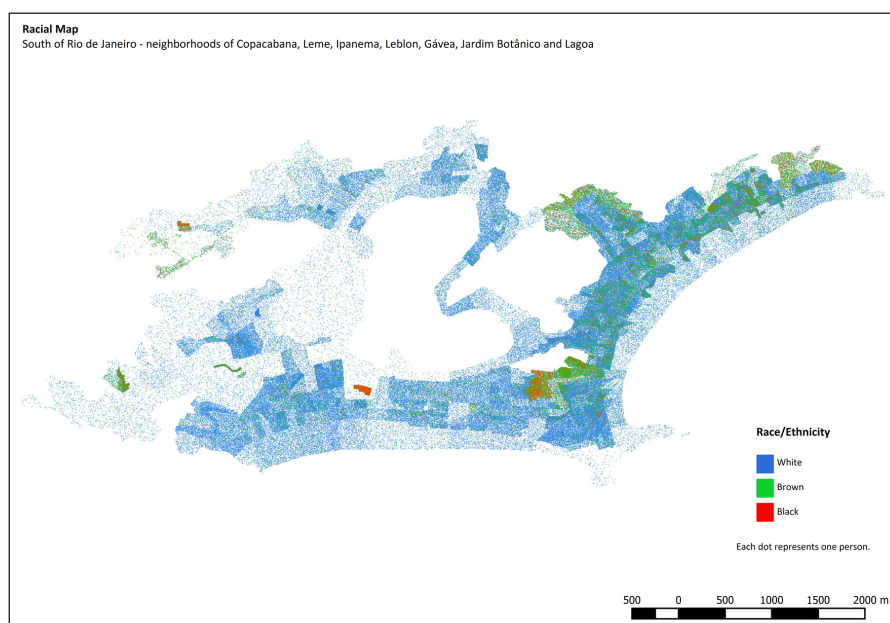 Racial Map
South of Rio de Janeiro - neighborhoods of Copacabana, Leme, Ipanema, Leblon, Gávea, Jardim Botânico and Lagoa
Race/Ethnicity
White
Brown
Black
Each dot represents one person.
500 0 500 1000 1500 2000 m